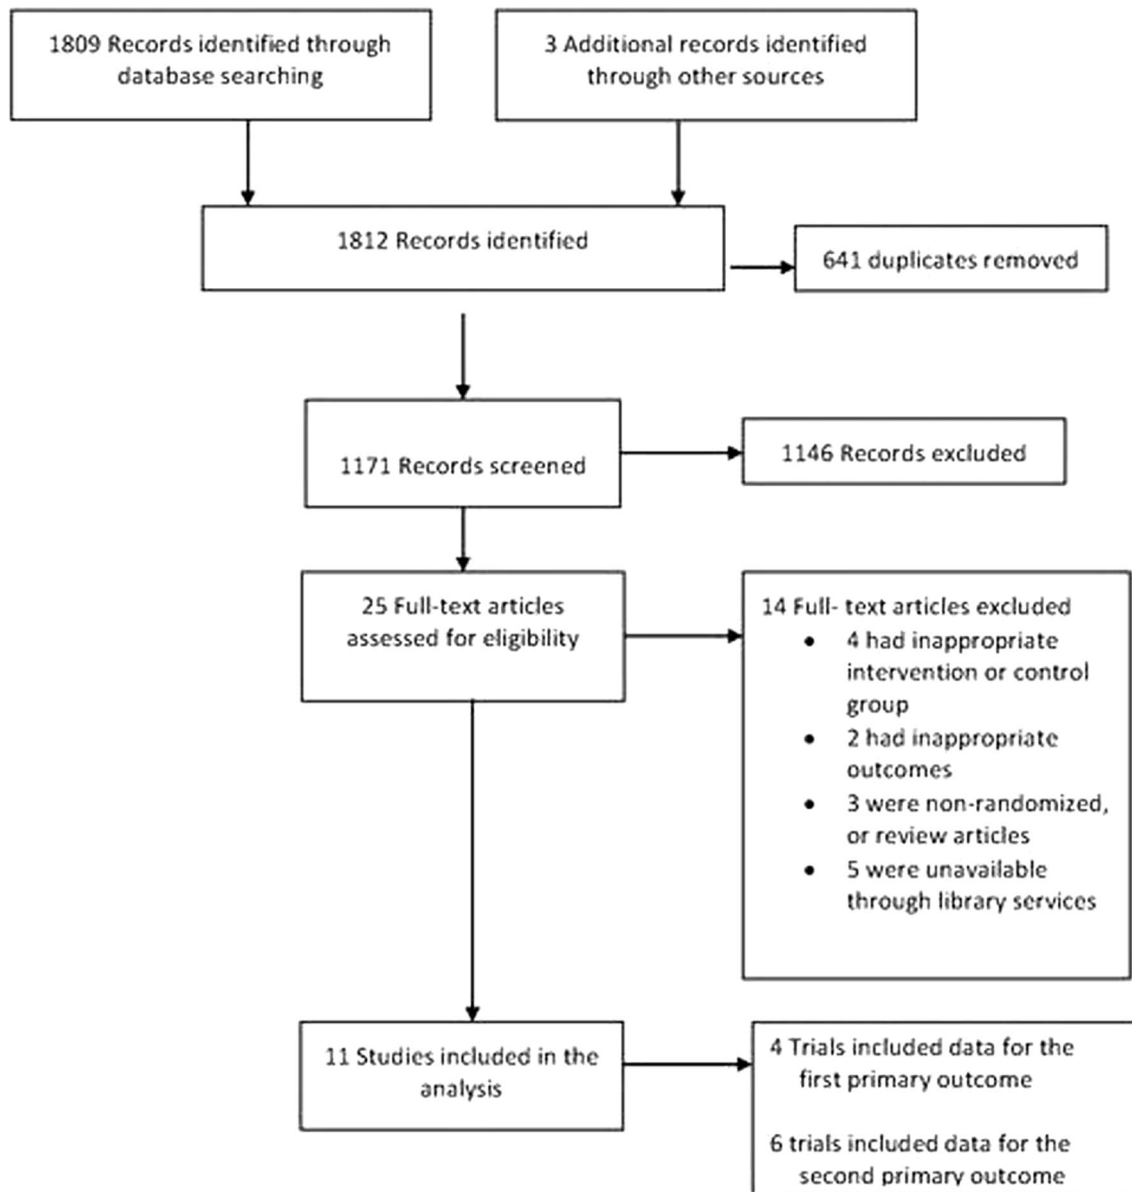 1809 Records identified through
database searching
3 Additional records identified
through other sources
1812 Records identified
641 duplicates removed
1171 Records screened
1146 Records excluded
25 Full-text articles
assessed for eligibility
14 Full- text articles excluded
• 4 had inappropriate
intervention or control
group
• 2 had inappropriate
outcomes
• 3 were non-randomized,
or review articles
• 5 were unavailable
through library services
11 Studies included in the
analysis
4 Trials included data for the
first primary outcome
6 trials included data for the
second primary outcome